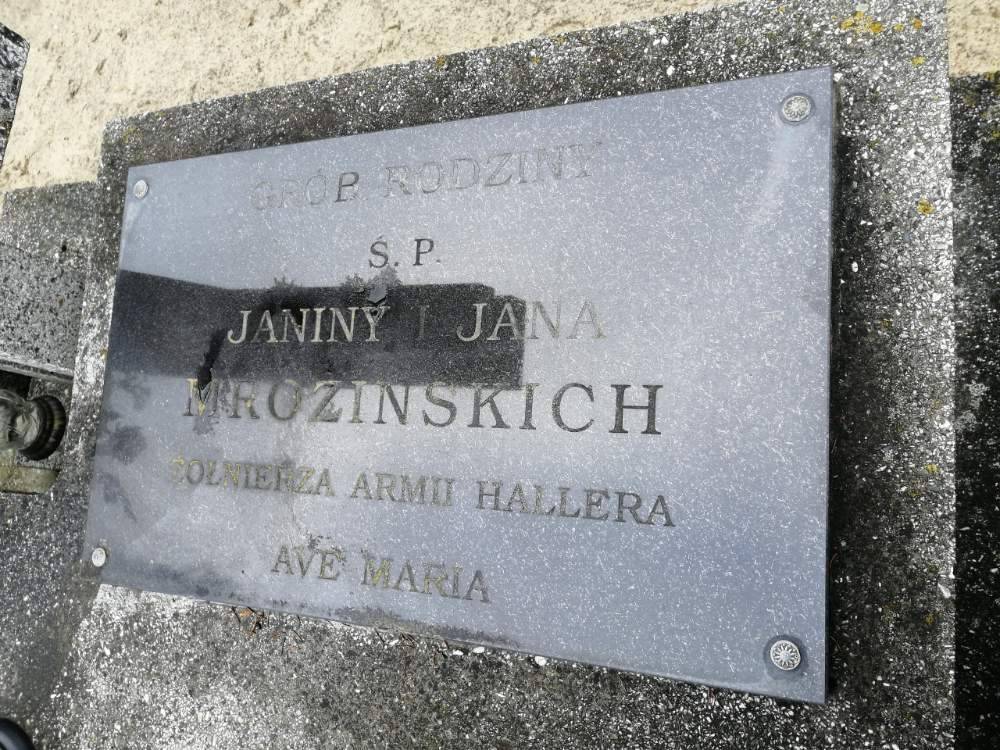 GRÓB RODZINY
Ś. P.
JANINY I JANA
MROZIŃSKICH
ŻOŁNIERZA ARMII HALLERA
AVE MARIA